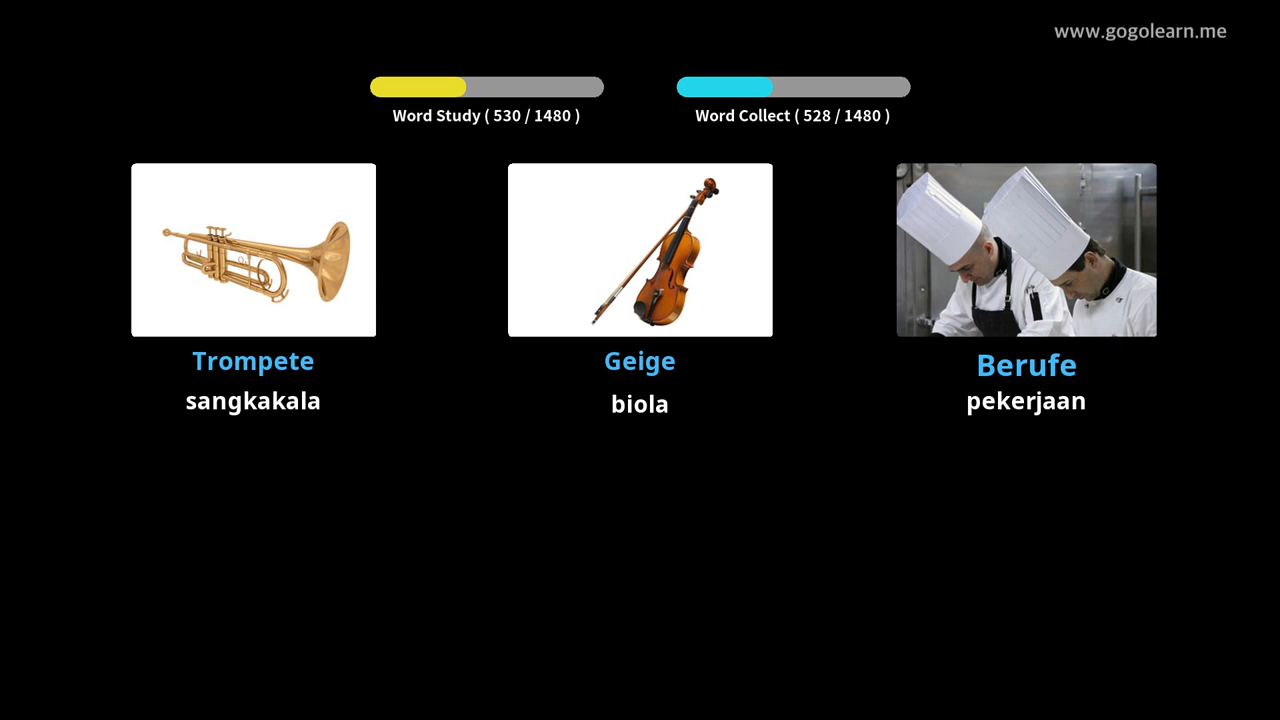 www.gogolearn.me
Word Study ( 530 / 1480 )
Word Collect ( 528 / 1480 )
Trompete
sangkakala
Geige
biola
Berufe
pekerjaan